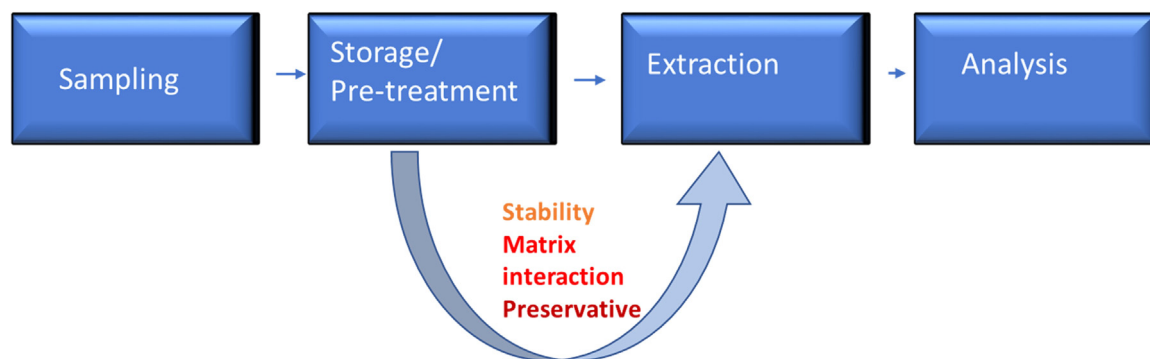 Sampling
Storage/
Pre-treatment
Extraction
Analysis
Stability
Matrix
interaction
Preservative